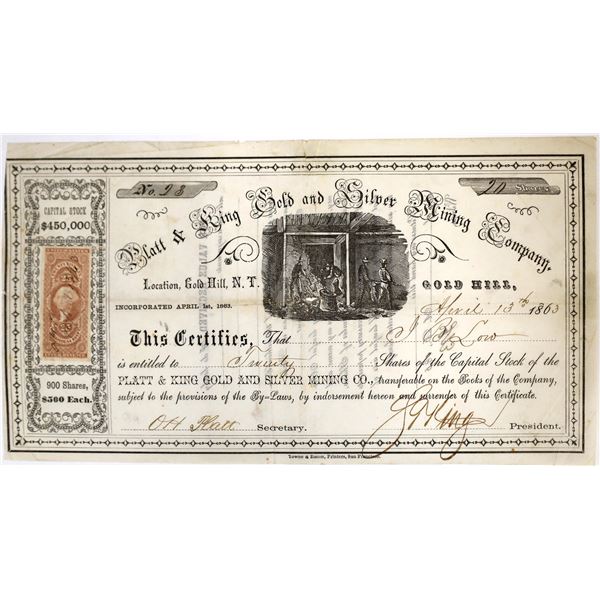 No. 28
20 Shares
CAPITAL STOCK
$450,000
Platt & King Gold and Silver Mining Company.
Location, Gold Hill, N. T.
GOLD HILL,
INCORPORATED APRIL 1st, 1863.
April 13th 1863
This Certifies, That J Low
is entitled to Twenty Shares of the Capital Stock of the
PLATT & KING GOLD AND SILVER MINING CO., transferable on the Books of the Company,
subject to the provisions of the By-Laws, by indorsement hereon and surrender of this Certificate.
900 Shares,
$500 Each.
O H Platt Secretary.
King President.
Towne & Bacon, Printers, San Francisco.